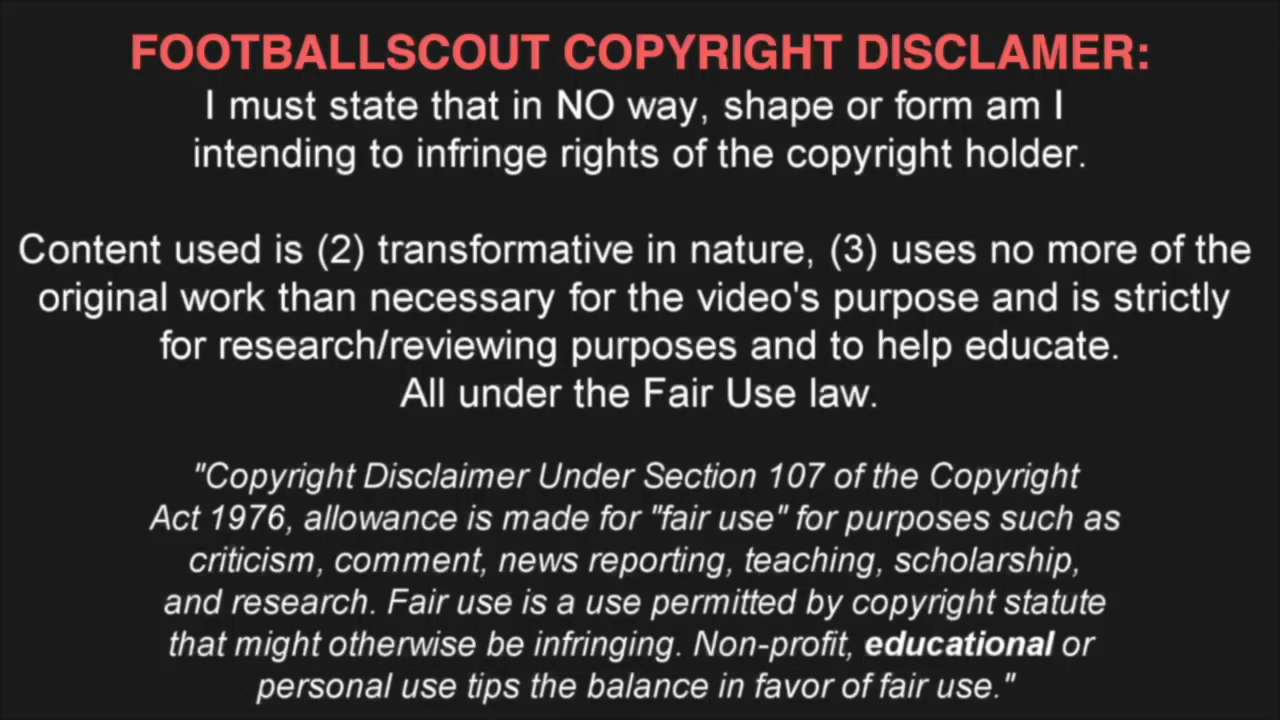 FOOTBALLSCOUT COPYRIGHT DISCLAMER:
I must state that in NO way, shape or form am I
intending to infringe rights of the copyright holder.
Content used is (2) transformative in nature, (3) uses no more of the
original work than necessary for the video's purpose and is strictly
for research/reviewing purposes and to help educate.
All under the Fair Use law.
"Copyright Disclaimer Under Section 107 of the Copyright
Act 1976, allowance is made for "fair use" for purposes such as
criticism, comment, news reporting, teaching, scholarship,
and research. Fair use is a use permitted by copyright statute
that might otherwise be infringing. Non-profit, educational or
personal use tips the balance in favor of fair use."